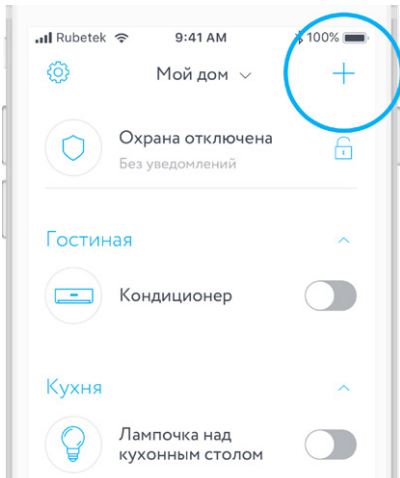 Rubetek 9:41 AM 100%
Мой дом
Охрана отключена
Без уведомлений
Гостиная
Кондиционер
Кухня
Лампочка над
кухонным столом